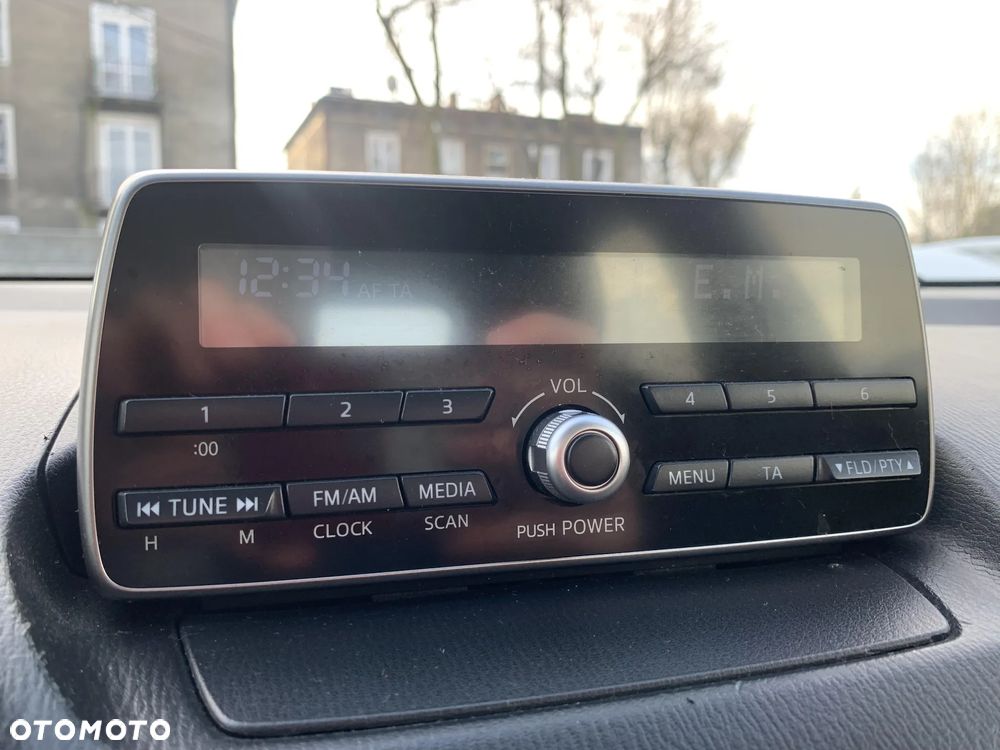 12:34 AF TA E.M.
VOL
1 2 3 4 5 6
:00
⏮ TUNE ⏭ FM/AM MEDIA MENU TA ▼FLD/PTY▲
H M CLOCK SCAN PUSH POWER
OTOMOTO